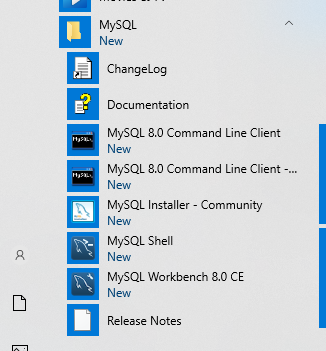 MySQL
New
ChangeLog
Documentation
MySQL 8.0 Command Line Client
New
MySQL 8.0 Command Line Client -...
New
MySQL Installer - Community
New
MySQL Shell
New
MySQL Workbench 8.0 CE
New
Release Notes